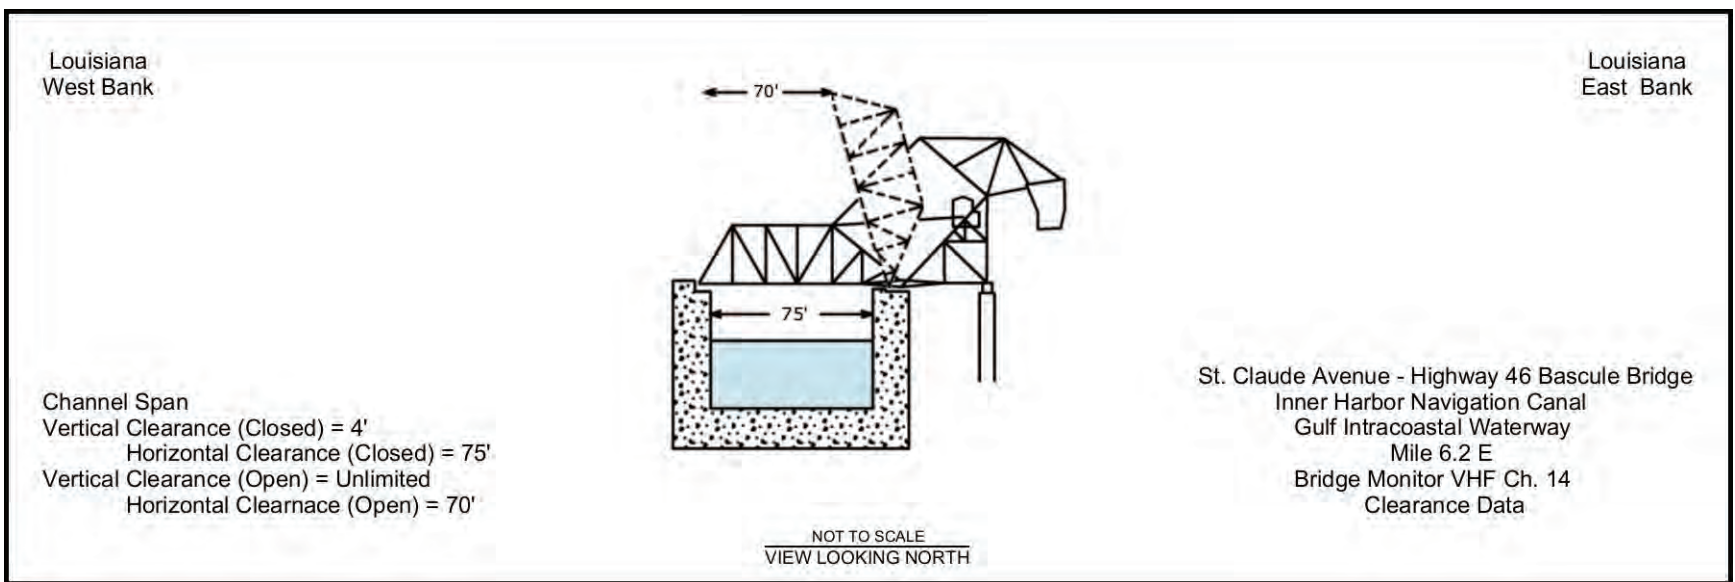 Louisiana
West Bank
Louisiana
East Bank
70'
75'
Channel Span
Vertical Clearance (Closed) = 4'
Horizontal Clearance (Closed) = 75'
Vertical Clearance (Open) = Unlimited
Horizontal Clearnace (Open) = 70'
St. Claude Avenue - Highway 46 Bascule Bridge
Inner Harbor Navigation Canal
Gulf Intracoastal Waterway
Mile 6.2 E
Bridge Monitor VHF Ch. 14
Clearance Data
NOT TO SCALE
VIEW LOOKING NORTH